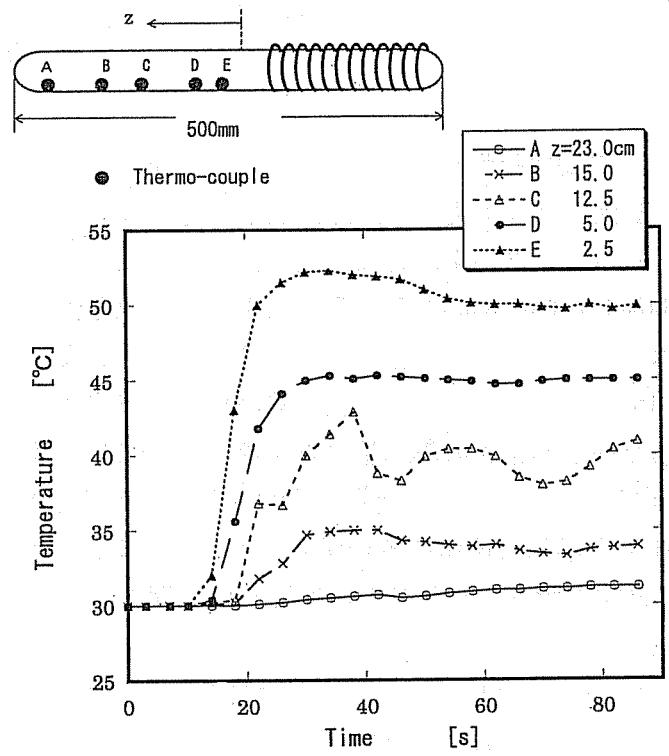 z
A B C D E
500mm
Thermo-couple
A z=23.0cm
B 15.0
C 12.5
D 5.0
E 2.5
55
50
45
40
35
30
25
Temperature [°C]
0 20 40 60 80
Time [s]